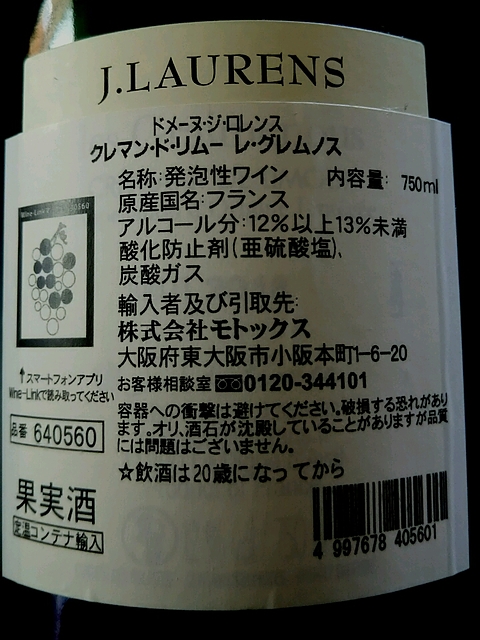 J.LAURENS
ドメーヌ・ジ・ロレンス
クレマン・ド・リムー レ・グレムノス
名称:発泡性ワイン 内容量: 750ml
原産国名:フランス
アルコール分:12%以上13%未満
酸化防止剤(亜硫酸塩)、
炭酸ガス
輸入者及び引取先:
株式会社モトックス
大阪府東大阪市小阪本町1-6-20
お客様相談室 0120-344101
容器への衝撃は避けてください。破損する恐れがあり
ます。オリ、酒石が沈殿していることがありますが品質
には問題はございません。
☆飲酒は20歳になってから
↑スマートフォンアプリ
Wine-Linkで読み取ってください
品番 640560
果実酒
定温コンテナ輸入
4 997678 405601